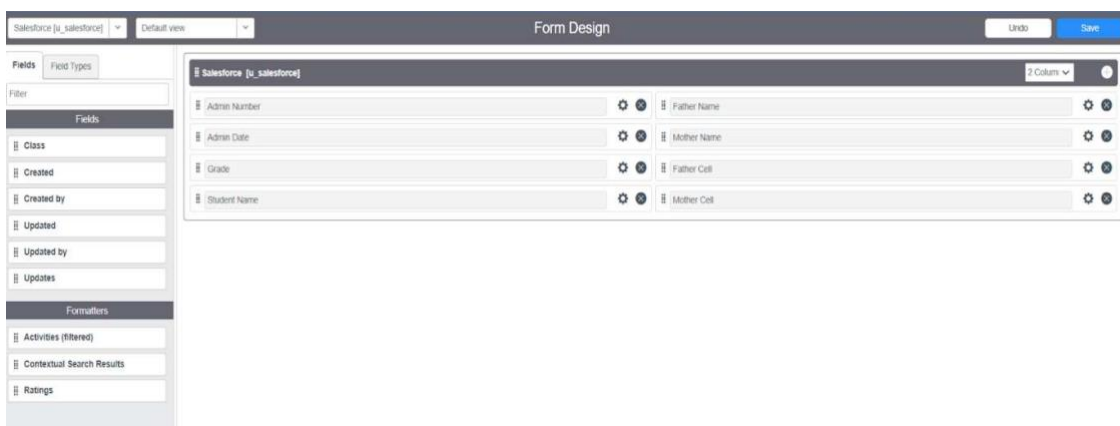 Salesforce [u_salesforce]
Default view
Form Design
Undo
Save
Fields
Field Types
Filter
Fields
Class
Created
Created by
Updated
Updated by
Updates
Formatters
Activities (filtered)
Contextual Search Results
Ratings
Salesforce [u_salesforce]
2 Colum
Admin Number
Father Name
Admin Date
Mother Name
Grade
Father Cell
Student Name
Mother Cell